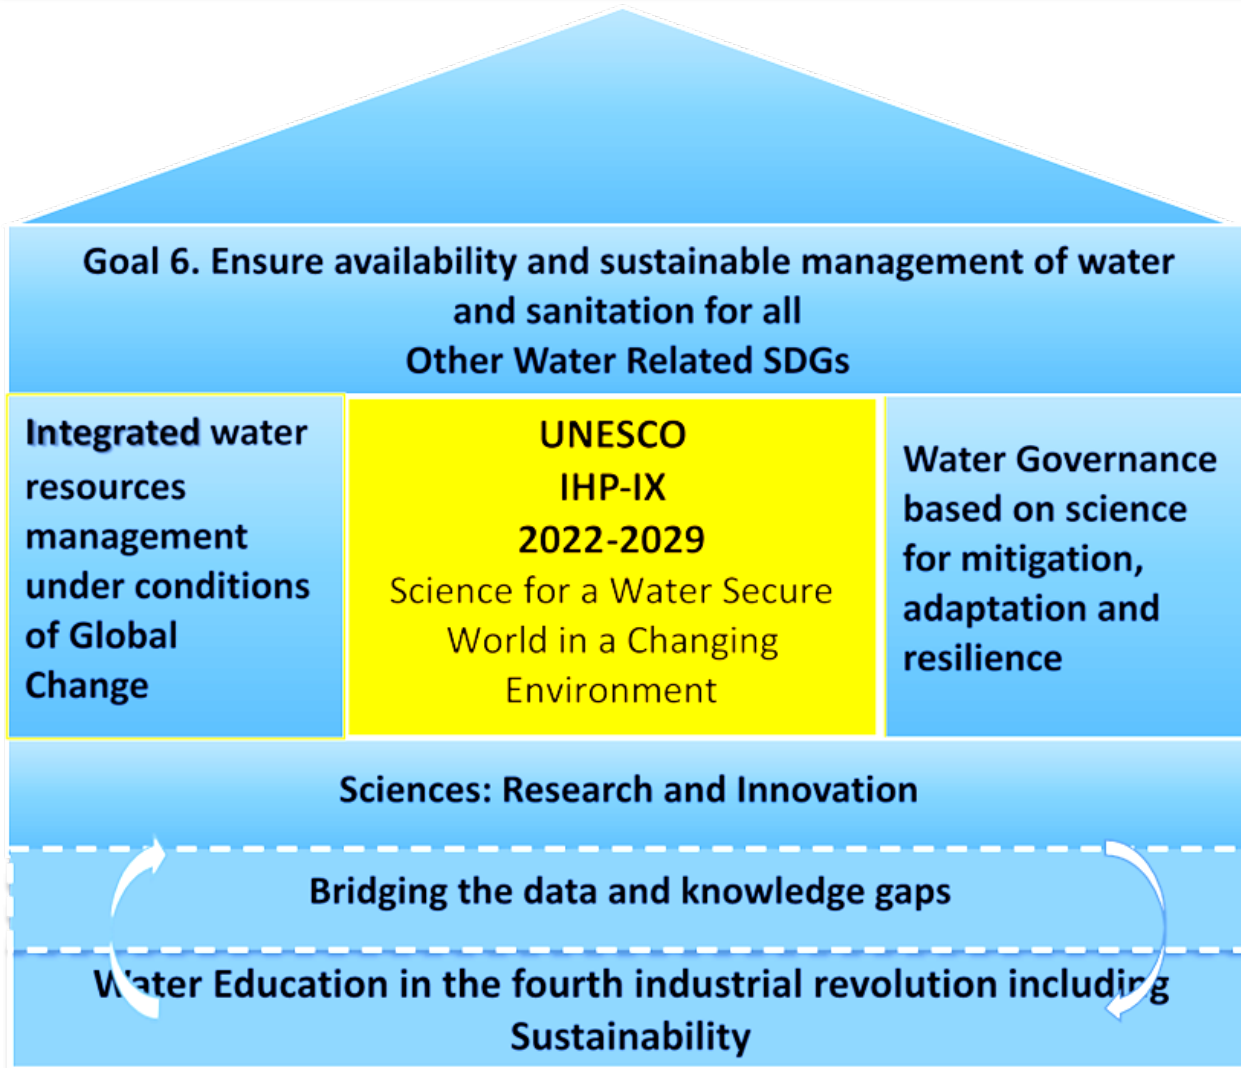 Goal 6. Ensure availability and sustainable management of water
and sanitation for all
Other Water Related SDGs
Integrated water
resources
management
under conditions
of Global
Change
UNESCO
IHP-IX
2022-2029
Science for a Water Secure
World in a Changing
Environment
Water Governance
based on science
for mitigation,
adaptation and
resilience
Sciences: Research and Innovation
Bridging the data and knowledge gaps
Water Education in the fourth industrial revolution including
Sustainability